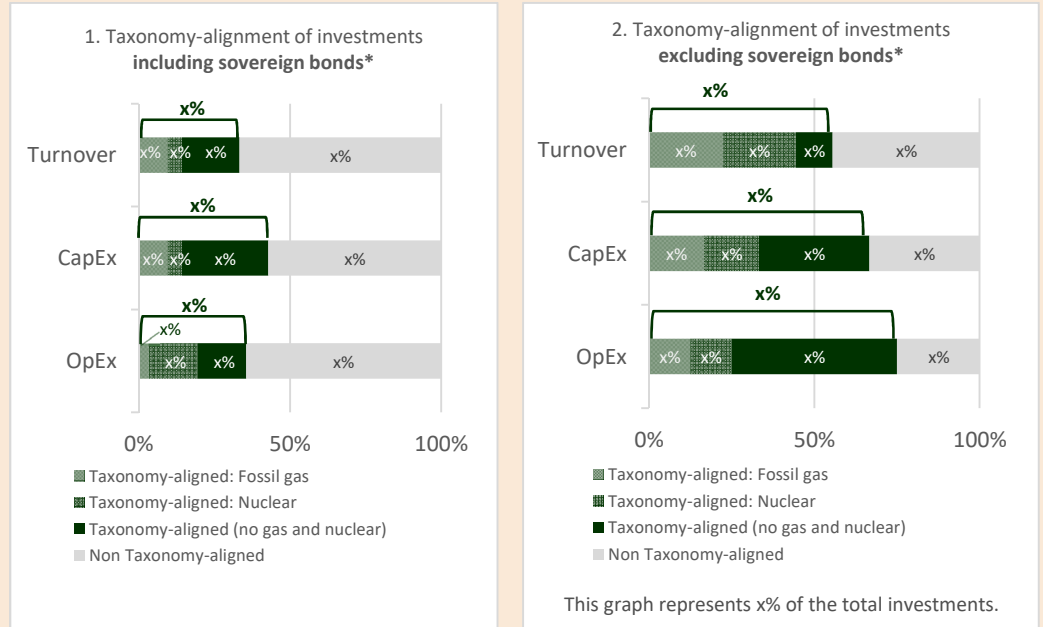 1. Taxonomy-alignment of investments
including sovereign bonds*
x%
Turnover
x% x% x% x%
x%
CapEx
x% x% x% x%
x%
x%
OpEx
x% x% x%
0% 50% 100%
Taxonomy-aligned: Fossil gas
Taxonomy-aligned: Nuclear
Taxonomy-aligned (no gas and nuclear)
Non Taxonomy-aligned
2. Taxonomy-alignment of investments
excluding sovereign bonds*
x%
Turnover
x% x% x% x%
x%
CapEx
x% x% x% x%
x%
OpEx
x% x% x% x%
0% 50% 100%
Taxonomy-aligned: Fossil gas
Taxonomy-aligned: Nuclear
Taxonomy-aligned (no gas and nuclear)
Non Taxonomy-aligned
This graph represents x% of the total investments.